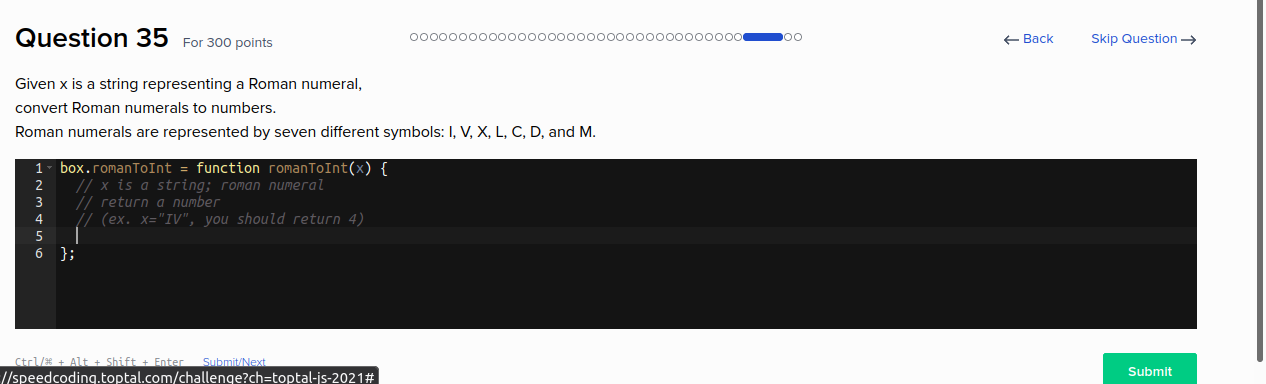 Question 35 For 300 points ← Back Skip Question →
Given x is a string representing a Roman numeral,
convert Roman numerals to numbers.
Roman numerals are represented by seven different symbols: I, V, X, L, C, D, and M.
1 box.romanToInt = function romanToInt(x) {
2 // x is a string; roman numeral
3 // return a number
4 // (ex. x="IV", you should return 4)
5
6 };
Ctrl/⌘ + Alt + Shift + Enter Submit/Next
//speedcoding.toptal.com/challenge?ch=toptal-js-2021#
Submit